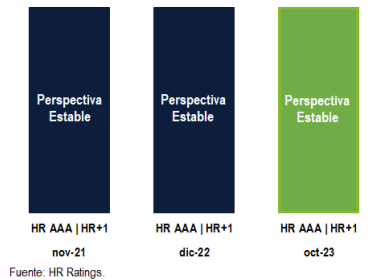 Perspectiva Estable
Perspectiva Estable
Perspectiva Estable
HR AAA | HR+1
HR AAA | HR+1
HR AAA | HR+1
nov-21
dic-22
oct-23
Fuente: HR Ratings.